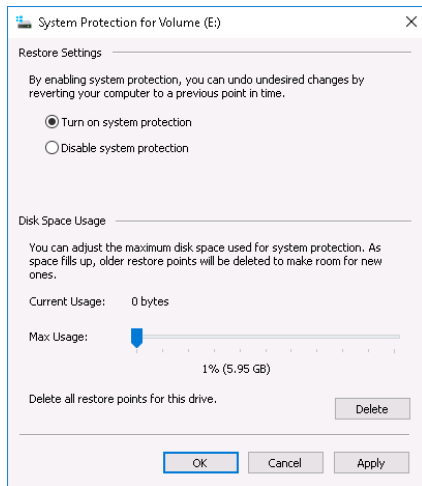 System Protection for Volume (E:)
Restore Settings
By enabling system protection, you can undo undesired changes by
reverting your computer to a previous point in time.
Turn on system protection
Disable system protection
Disk Space Usage
You can adjust the maximum disk space used for system protection. As
space fills up, older restore points will be deleted to make room for new
ones.
Current Usage: 0 bytes
Max Usage:
1% (5.95 GB)
Delete all restore points for this drive.
Delete
OK Cancel Apply